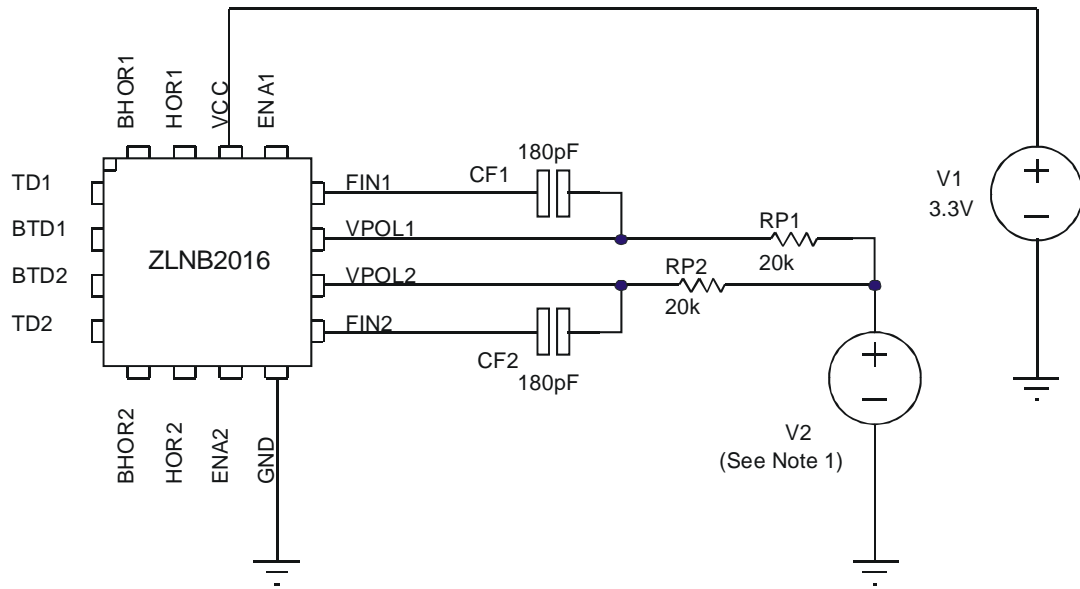 BHOR1
HOR1
VCC
ENA1
TD1
BTD1
BTD2
TD2
ZLNB2016
FIN1
VPOL1
VPOL2
FIN2
BHOR2
HOR2
ENA2
GND
180pF
CF1
CF2
180pF
RP1
20k
RP2
20k
V1
3.3V
V2
(See Note 1)